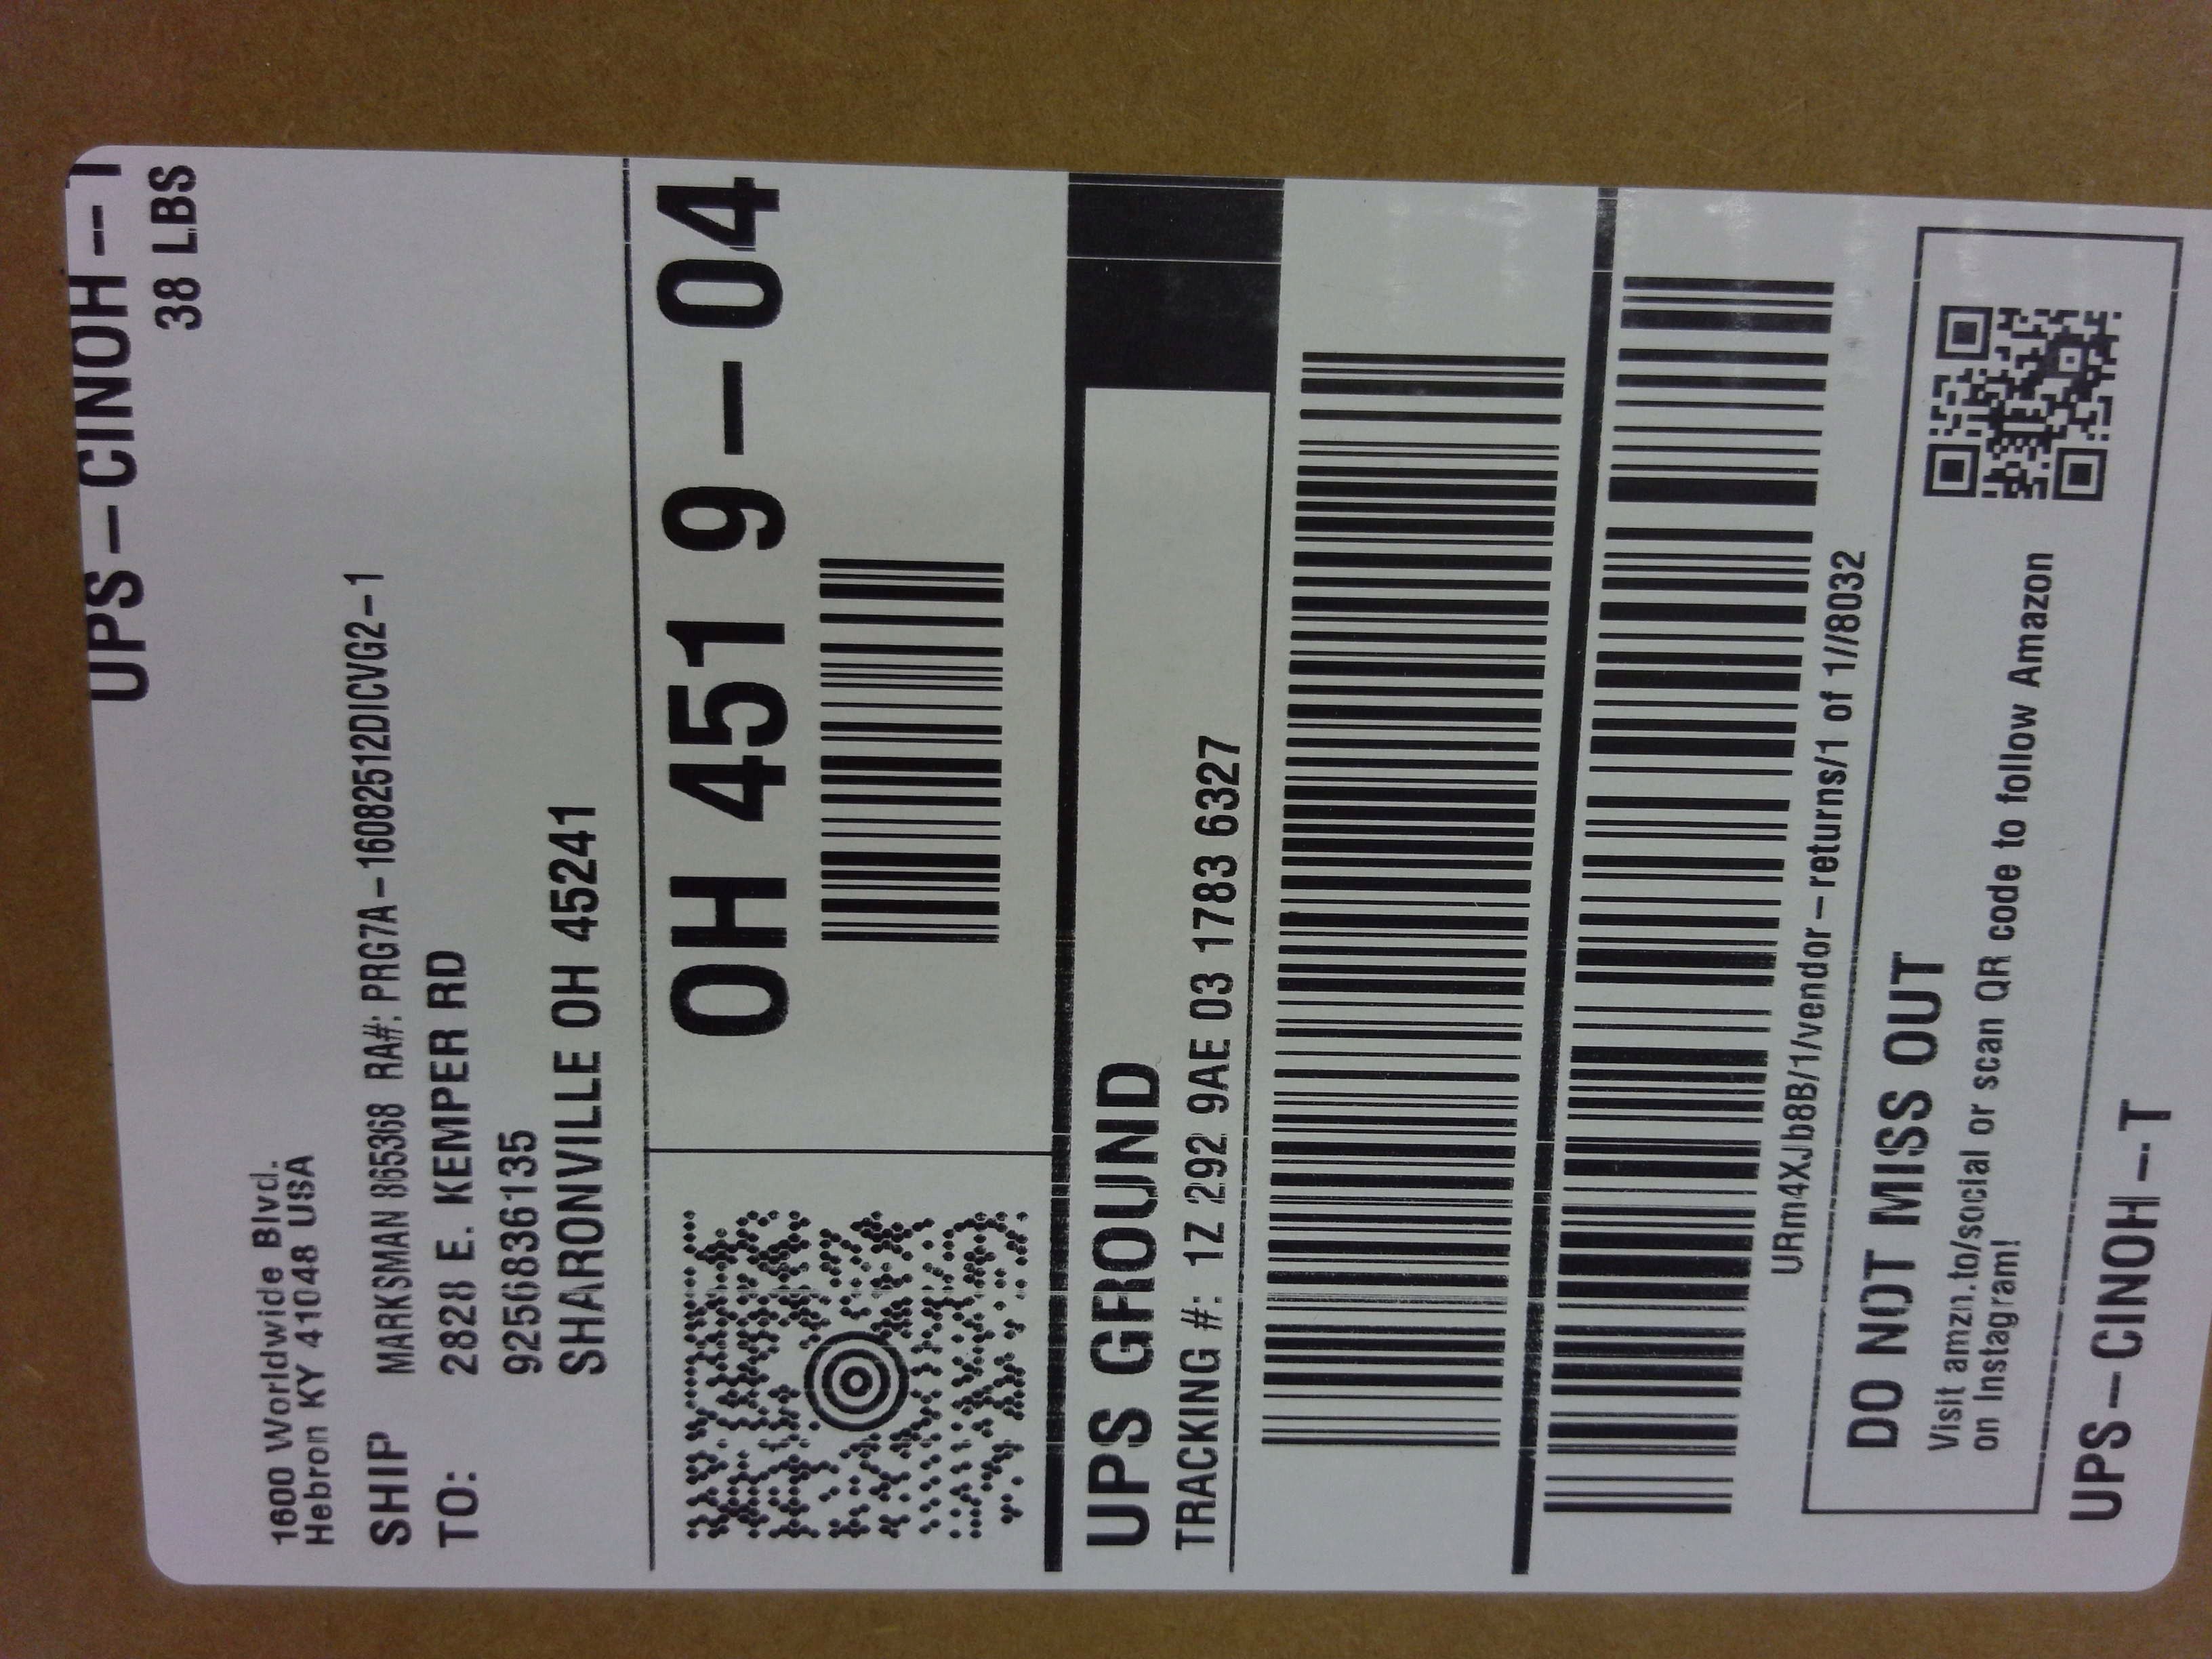 UPS-CINOH--T
38 LBS
1600 Worldwide Blvd.
Hebron KY 41048 USA
SHIP TO:
MARKSMAN 865368 RA#: PRG7A-16082512DICVG2-1
2828 E. KEMPER RD
9256836135
SHARONVILLE OH 45241
OH 451 9-04
UPS GROUND
TRACKING #: 1Z 292 9AE 03 1783 6327
URm4XJb8B/1/vendor-returns/1 of 1//8032
DO NOT MISS OUT
Visit amzn.to/social or scan QR code to follow Amazon
on Instagram!
UPS-CINOH--T